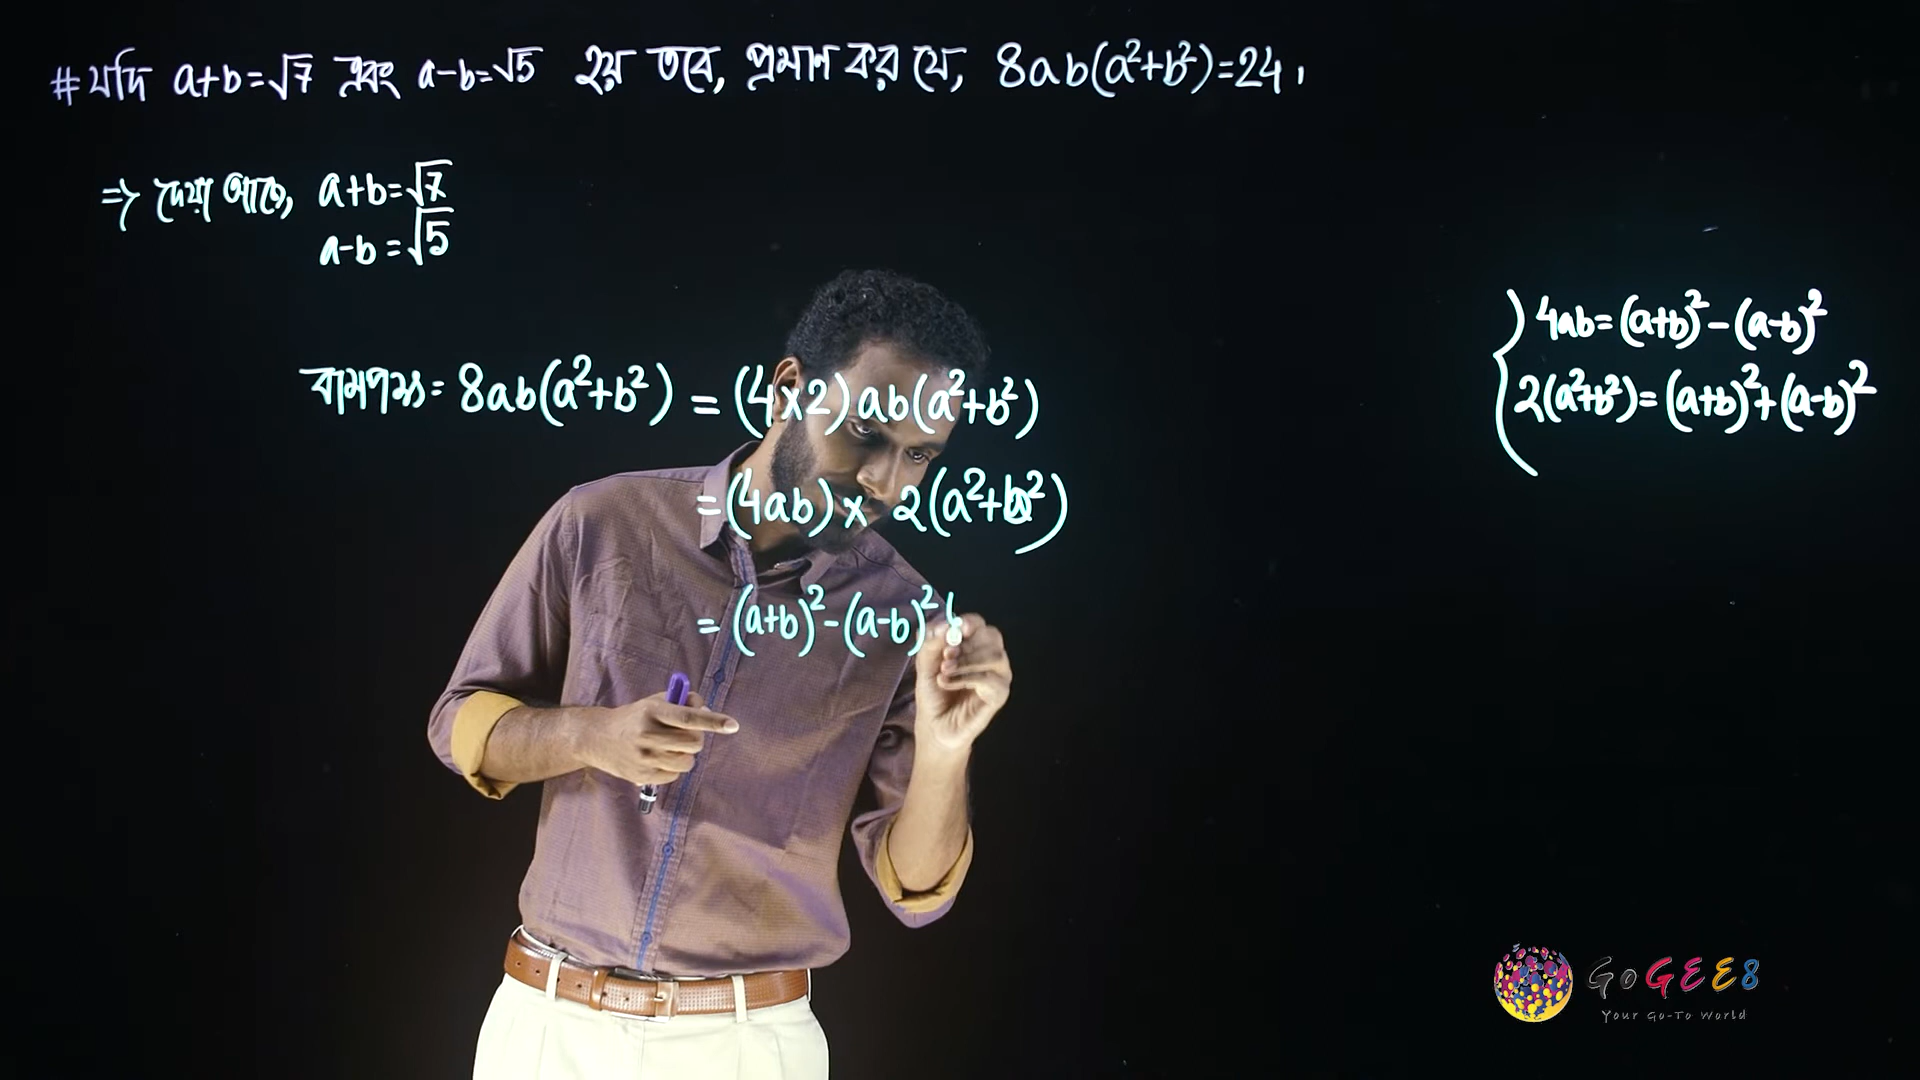 # যদি a+b=√7 এবং a-b=√5 হয় তবে, প্রমাণ কর যে, 8ab(a²+b²)=24।
⇒ দেয়া আছে, a+b=√7
a-b=√5
4ab=(a+b)²-(a-b)²
2(a²+b²)=(a+b)²+(a-b)²
বামপক্ষ= 8ab(a²+b²) = (4×2)ab(a²+b²)
=(4ab)× 2(a²+b²)
= (a+b)²-(a-b)²
GOGEE8
Your Go-To World